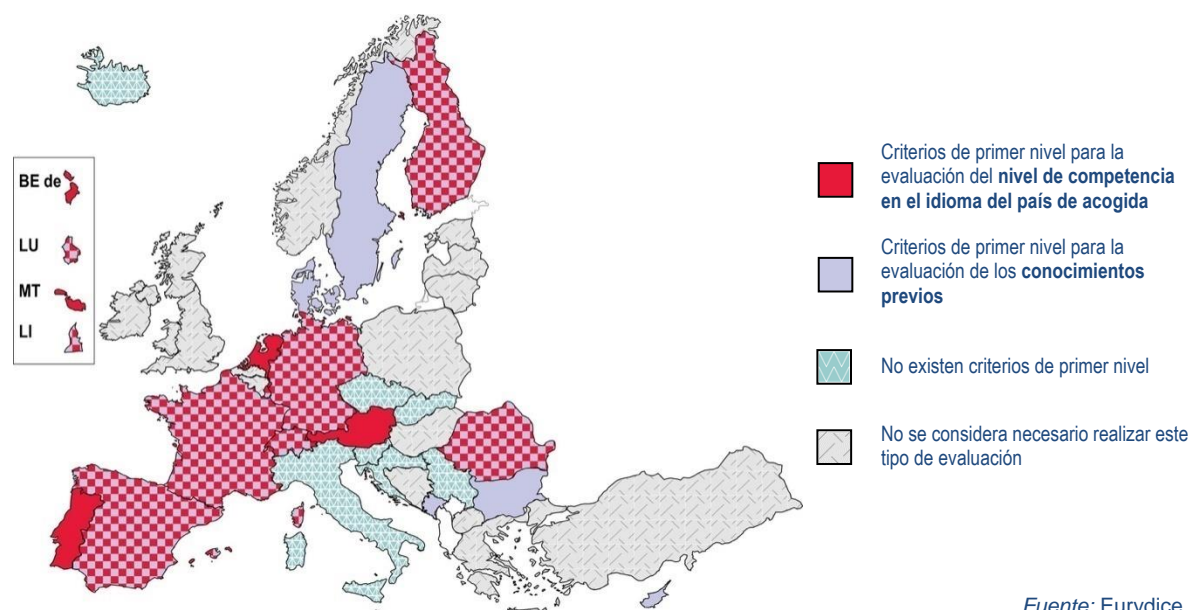 BE de
LU
MT
LI
Criterios de primer nivel para la
evaluación del nivel de competencia
en el idioma del país de acogida
Criterios de primer nivel para la
evaluación de los conocimientos
previos
No existen criterios de primer nivel
No se considera necesario realizar este
tipo de evaluación
Fuente: Eurydice